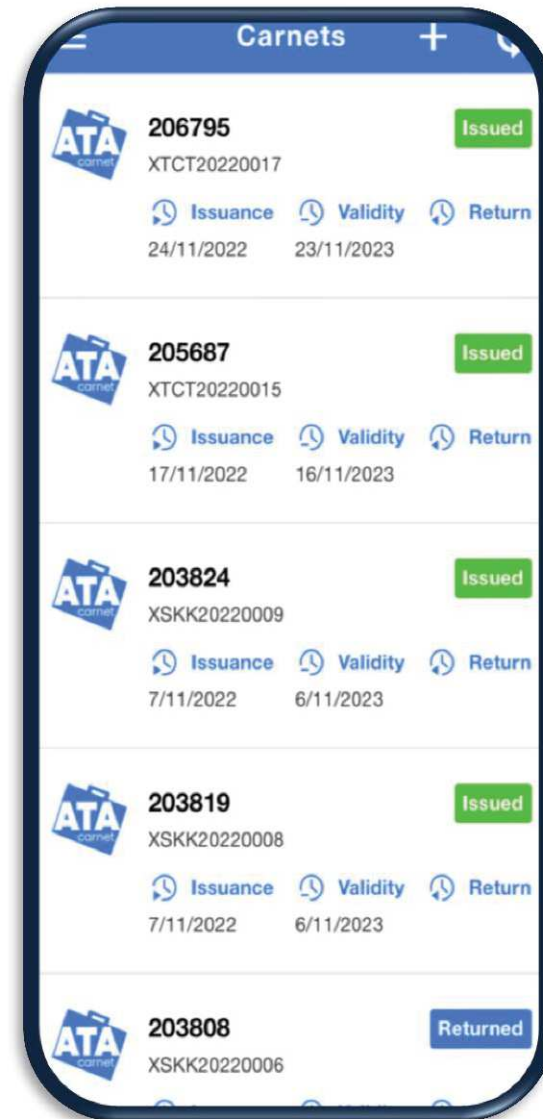 Carnets +
ATA carnet
206795 Issued
XTCT20220017
Issuance Validity Return
24/11/2022 23/11/2023
ATA carnet
205687 Issued
XTCT20220015
Issuance Validity Return
17/11/2022 16/11/2023
ATA carnet
203824 Issued
XSKK20220009
Issuance Validity Return
7/11/2022 6/11/2023
ATA carnet
203819 Issued
XSKK20220008
Issuance Validity Return
7/11/2022 6/11/2023
ATA carnet
203808 Returned
XSKK20220006